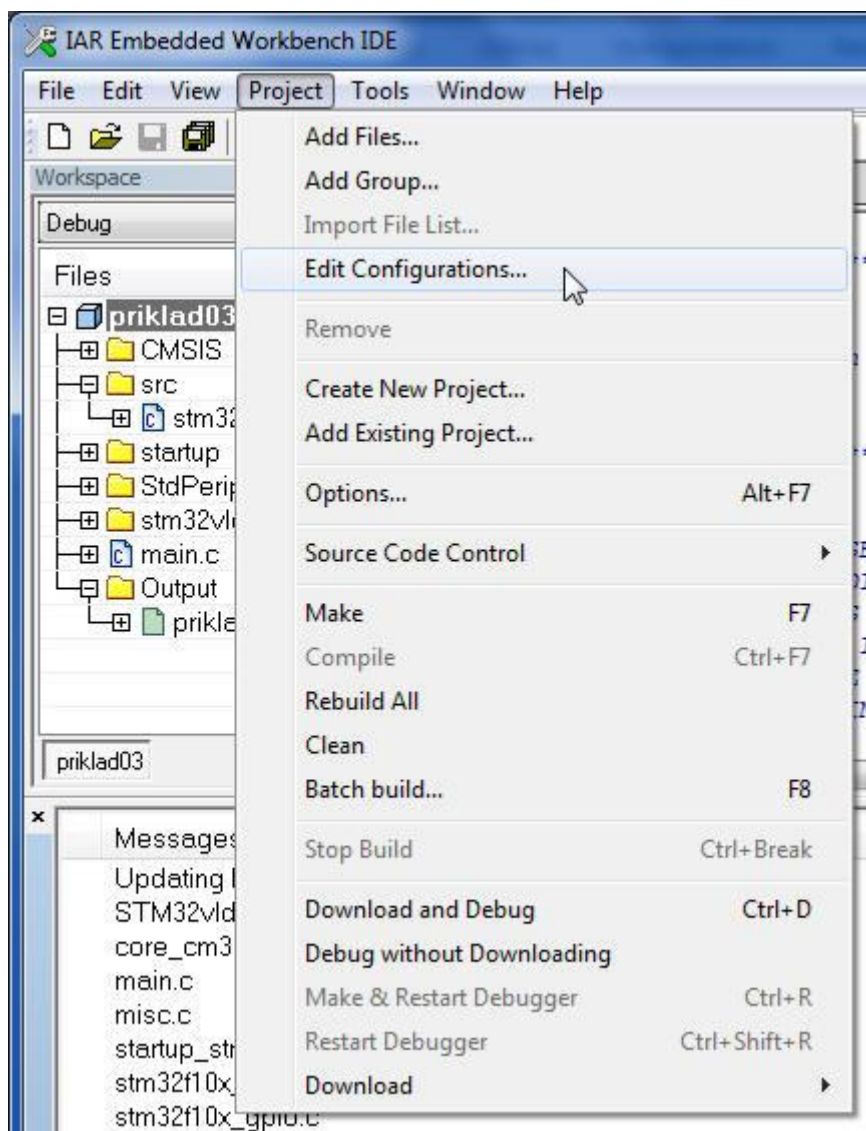 IAR Embedded Workbench IDE
File Edit View Project Tools Window Help
Workspace
Debug
Files
priklad03
CMSIS
src
stm32
startup
StdPerip
stm32vld
main.c
Output
prikla
priklad03
Add Files...
Add Group...
Import File List...
Edit Configurations...
Remove
Create New Project...
Add Existing Project...
Options... Alt+F7
Source Code Control
Make F7
Compile Ctrl+F7
Rebuild All
Clean
Batch build... F8
Stop Build Ctrl+Break
Download and Debug Ctrl+D
Debug without Downloading
Make & Restart Debugger Ctrl+R
Restart Debugger Ctrl+Shift+R
Download
Messages
Updating
STM32vld
core_cm3
main.c
misc.c
startup_st
stm32f10x_
stm32f10x_gpio.c